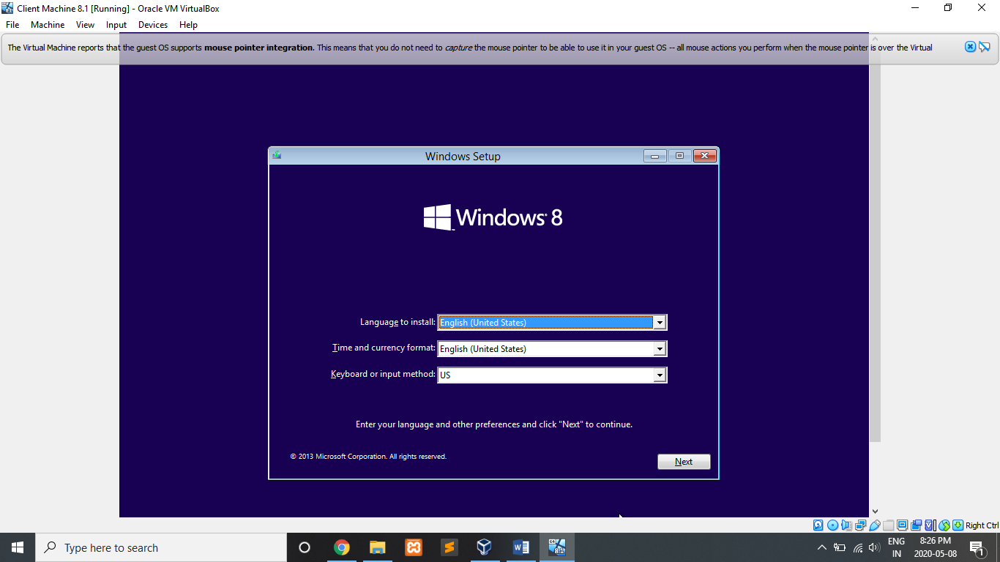 Client Machine 8.1 [Running] - Oracle VM VirtualBox
File Machine View Input Devices Help
The Virtual Machine reports that the guest OS supports mouse pointer integration. This means that you do not need to capture the mouse pointer to be able to use it in your guest OS -- all mouse actions you perform when the mouse pointer is over the Virtual
Windows Setup
Windows 8
Language to install: English (United States)
Time and currency format: English (United States)
Keyboard or input method: US
Enter your language and other preferences and click "Next" to continue.
© 2013 Microsoft Corporation. All rights reserved.
Next
Right Ctrl
Type here to search
ENG
IN
8:26 PM
2020-05-08
1